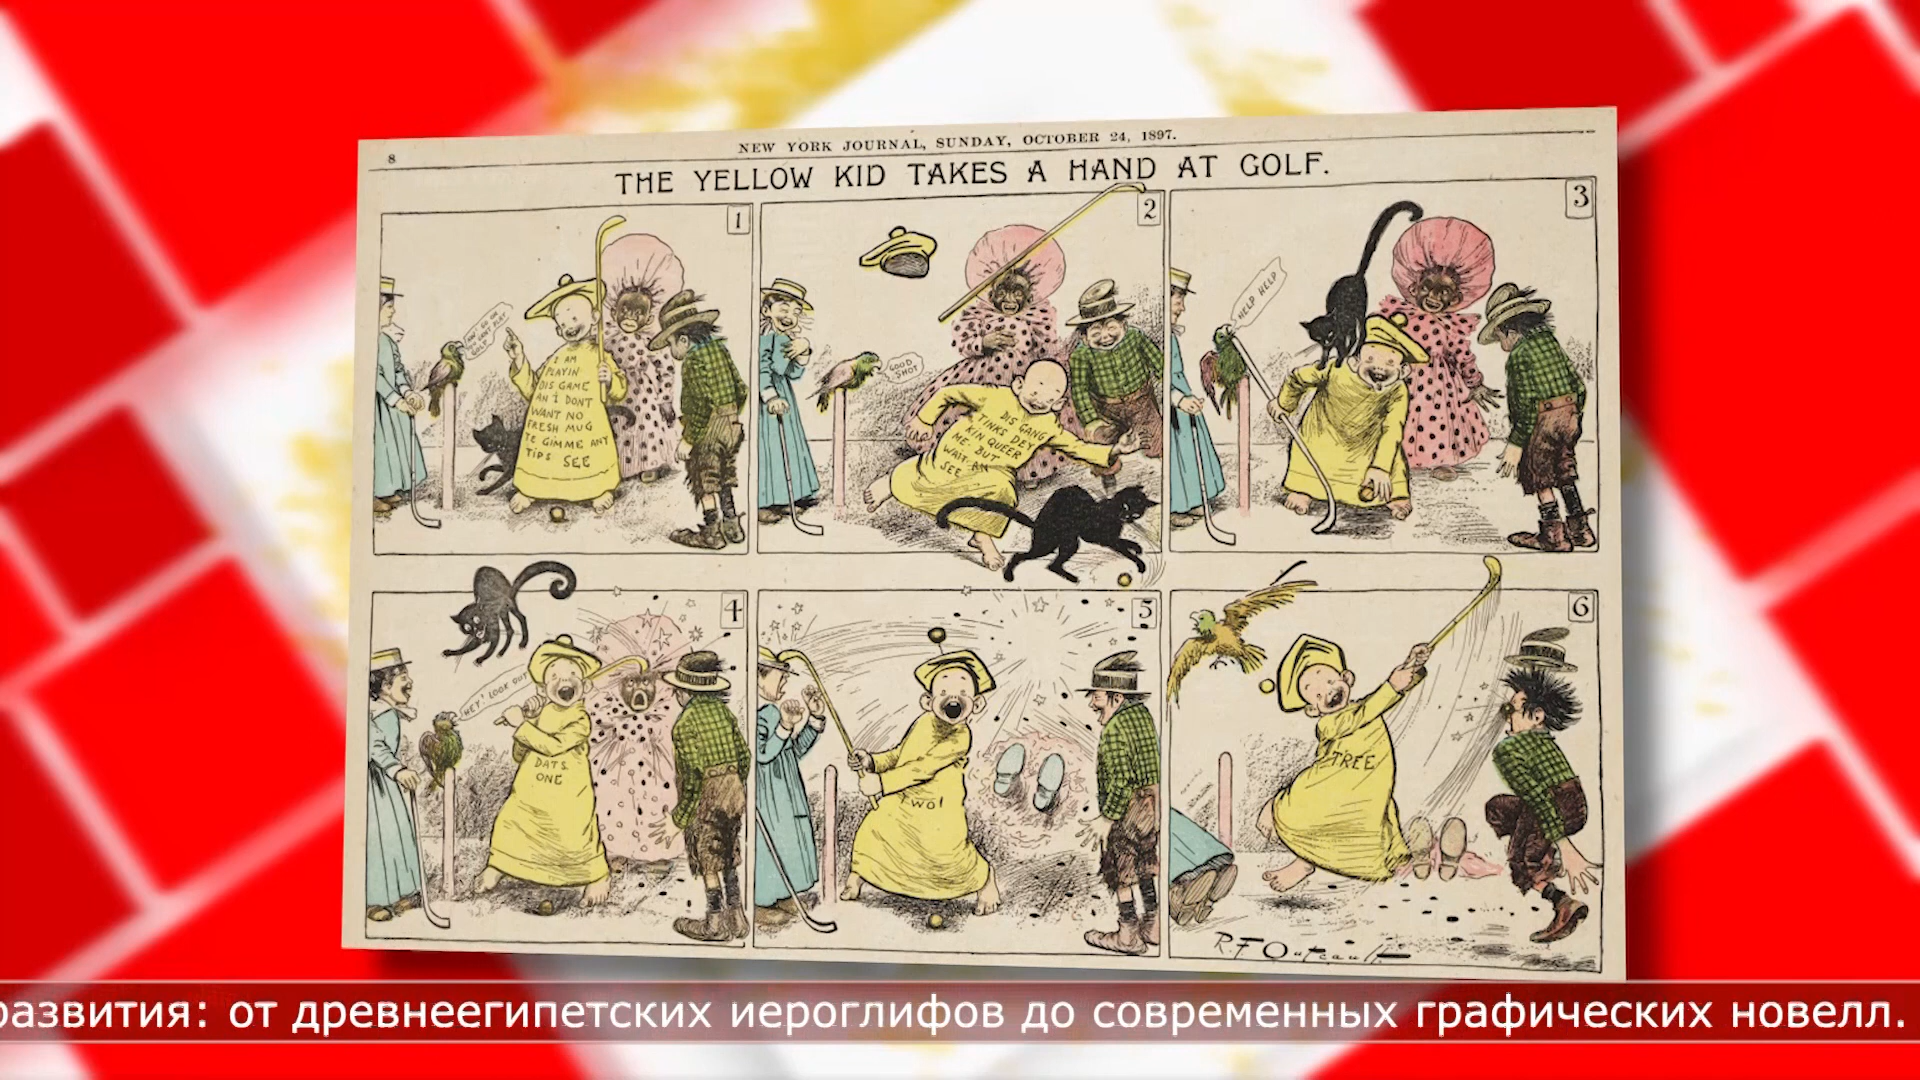 8
NEW YORK JOURNAL, SUNDAY, OCTOBER 24, 1897.
THE YELLOW KID TAKES A HAND AT GOLF.
1
I AM
PLAYIN
DIS GAME
AN I DONT
WANT NO
FRESH MUG
TE GIMME ANY
TIPS SEE
2
GOOD
SHOT
DIS GANG
TINKS DEY
KIN QUEER
ME BUT
WAIT AN
SEE
3
HELP HELP
4
HEY! LOOK OUT
DATS
ONE
5
TWO!
6
TREE
R.F. Outcault
развития: от древнеегипетских иероглифов до современных графических новелл.